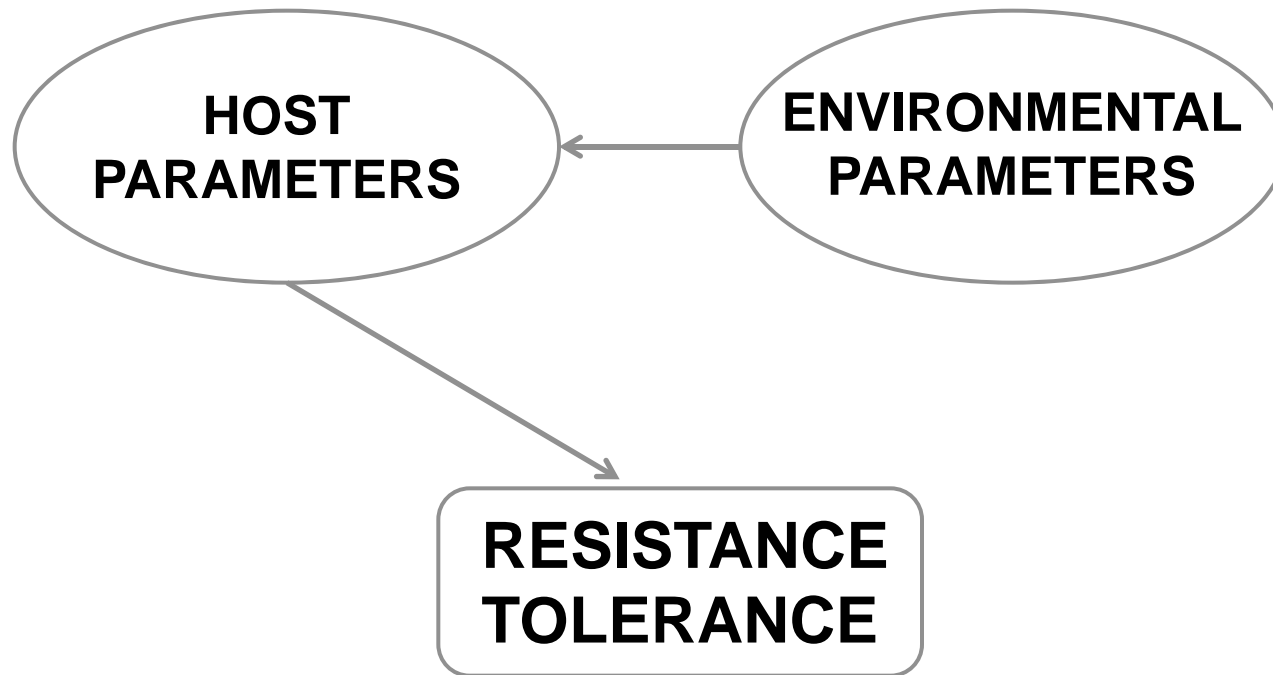 HOST
PARAMETERS
ENVIRONMENTAL
PARAMETERS
RESISTANCE
TOLERANCE